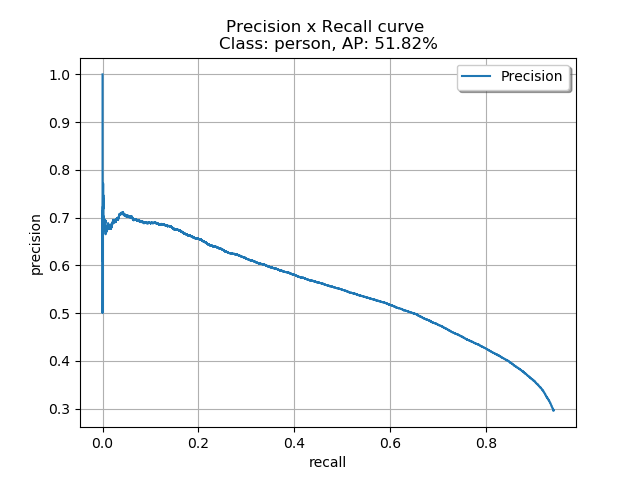 Precision x Recall curve
Class: person, AP: 51.82%
Precision
1.0
0.9
0.8
0.7
0.6
0.5
0.4
0.3
precision
0.0 0.2 0.4 0.6 0.8
recall